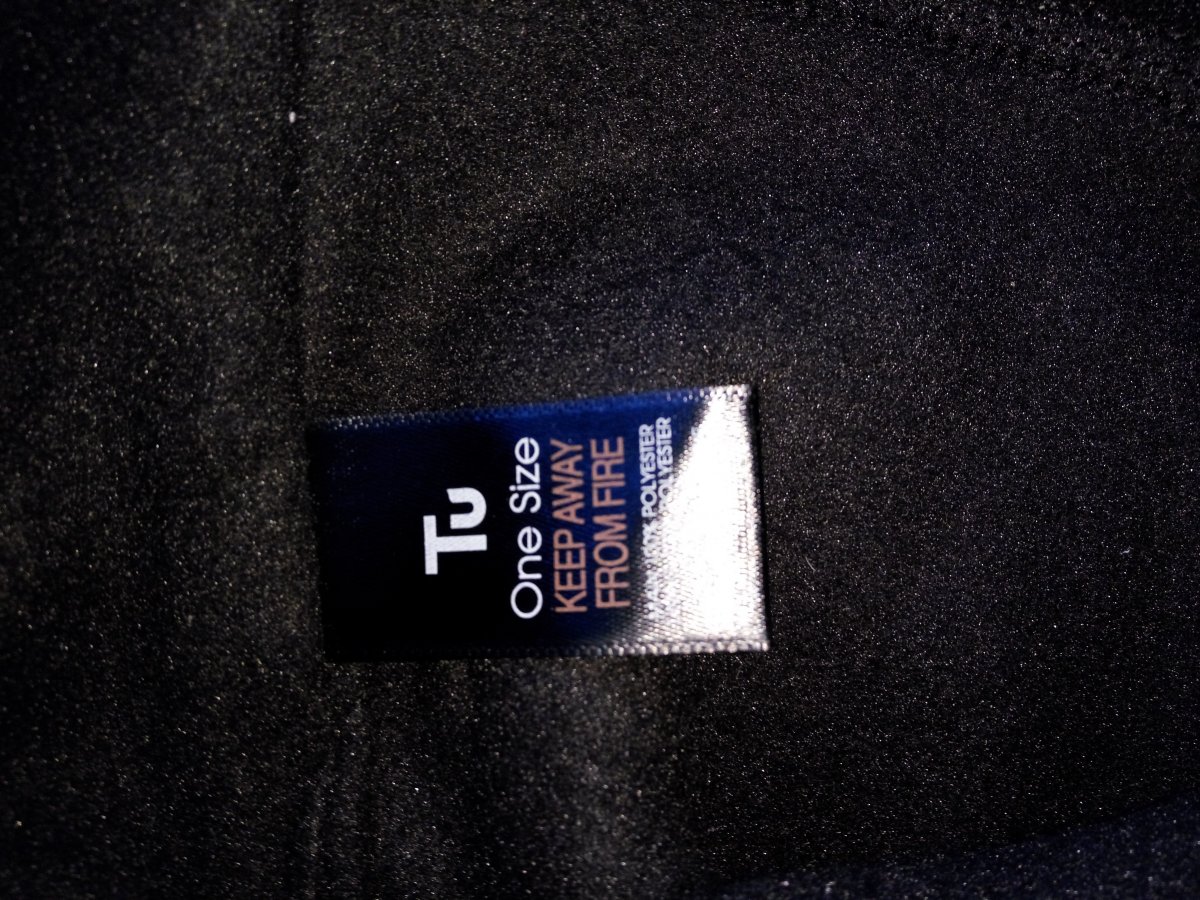 Tu
One Size
KEEP AWAY
FROM FIRE
POLYESTER
POLYESTER